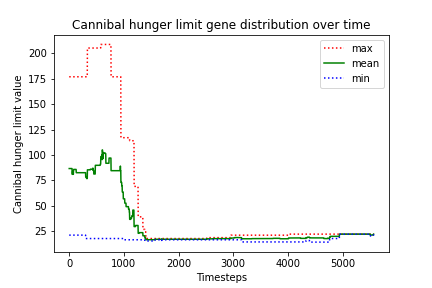 Cannibal hunger limit gene distribution over time
Cannibal hunger limit value
200
175
150
125
100
75
50
25
max
mean
min
0
1000
2000
3000
4000
5000
Timesteps